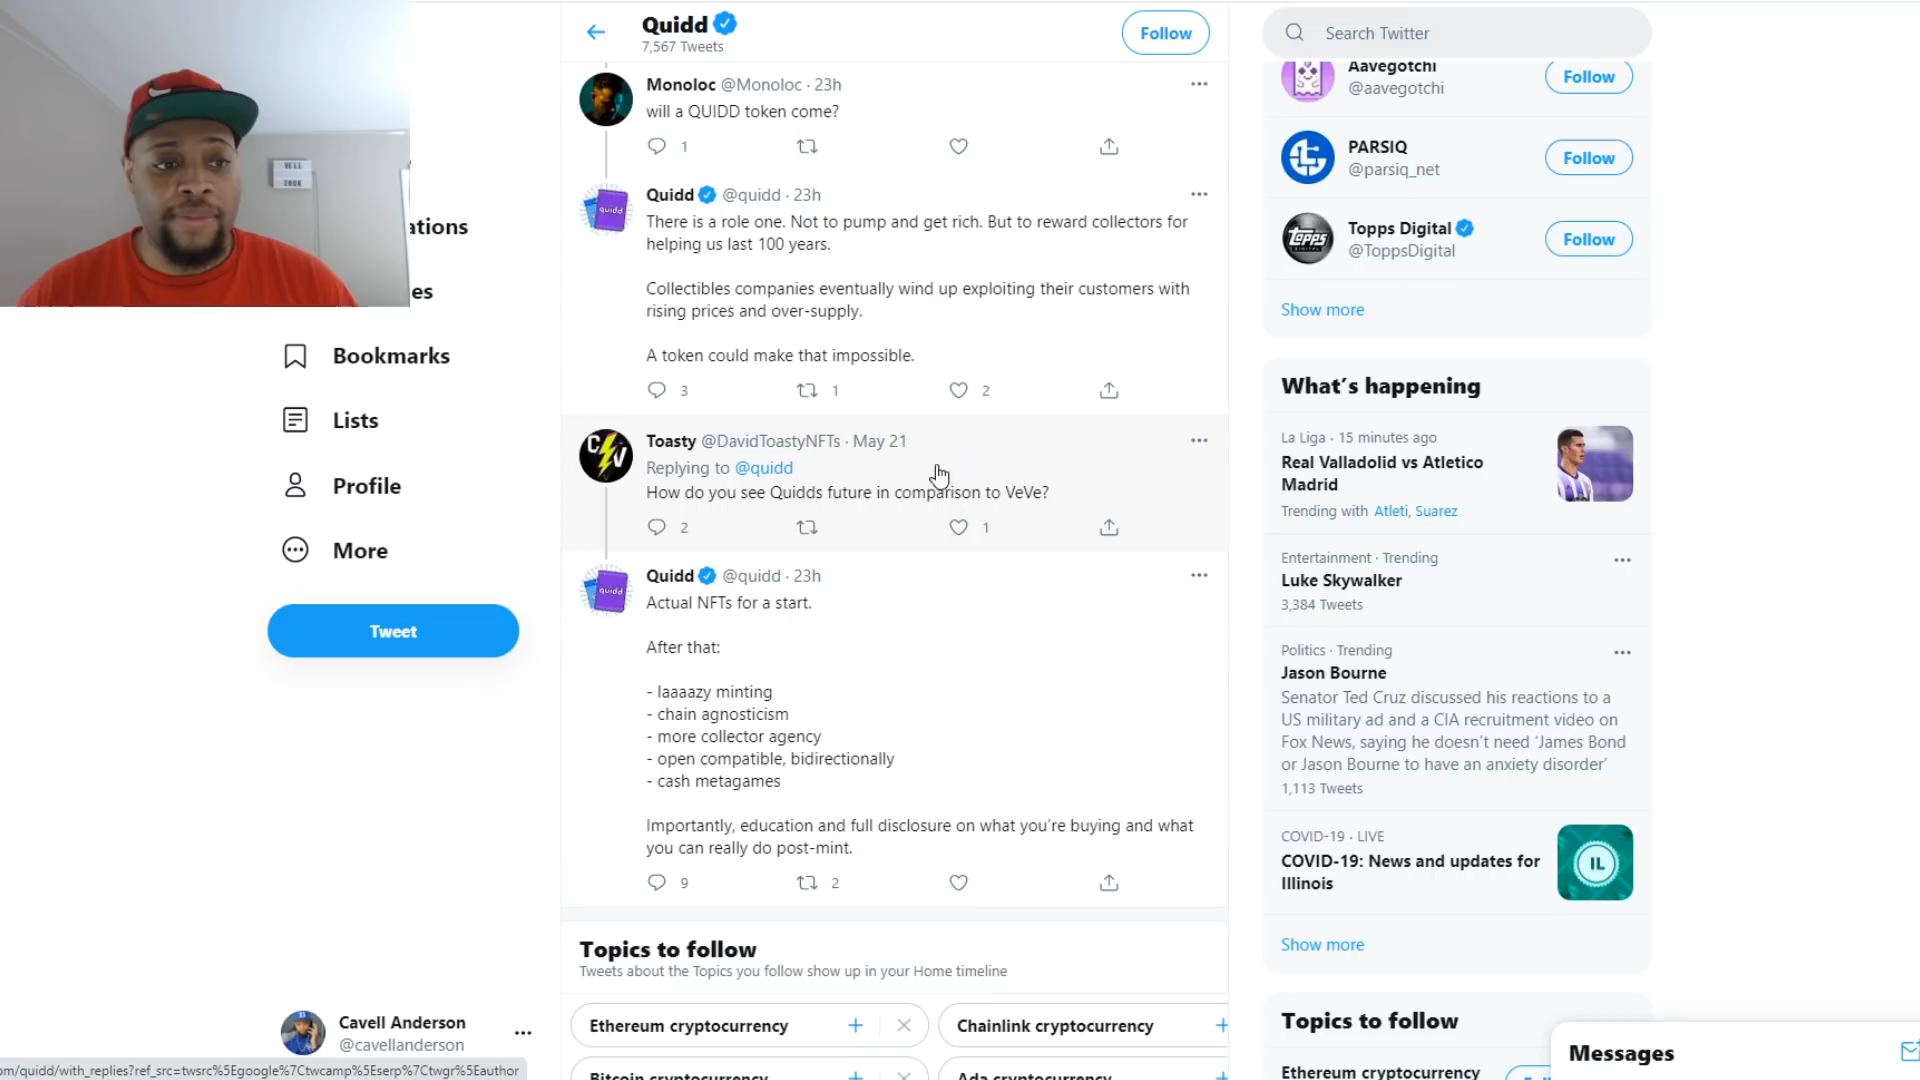 Quidd
7,567 Tweets
Follow
Search Twitter
VELL
ations
es
Bookmarks
Lists
Profile
More
Tweet
Cavell Anderson
@cavellanderson
om/quidd/with_replies?ref_src=twsrc%5Egoogle%7Ctwcamp%5Eserp%7Ctwgr%5Eauthor
Monoloc @Monoloc · 23h
will a QUIDD token come?
1
quidd
Quidd @quidd · 23h
There is a role one. Not to pump and get rich. But to reward collectors for
helping us last 100 years.
Collectibles companies eventually wind up exploiting their customers with
rising prices and over-supply.
A token could make that impossible.
3 1 2
CV
Toasty @DavidToastyNFTs · May 21
Replying to @quidd
How do you see Quidds future in comparison to VeVe?
2 1
quidd
Quidd @quidd · 23h
Actual NFTs for a start.
After that:
- laaaazy minting
- chain agnosticism
- more collector agency
- open compatible, bidirectionally
- cash metagames
Importantly, education and full disclosure on what you're buying and what
you can really do post-mint.
9 2
Topics to follow
Tweets about the Topics you follow show up in your Home timeline
Ethereum cryptocurrency
Chainlink cryptocurrency
Bitcoin cryptocurrency
Ada cryptocurrency
Aavegotchi
@aavegotchi
Follow
PARSIQ
@parsiq_net
Follow
Topps
DIGITAL
Topps Digital
@ToppsDigital
Follow
Show more
What's happening
La Liga · 15 minutes ago
Real Valladolid vs Atletico
Madrid
Trending with Atleti, Suarez
Entertainment · Trending
Luke Skywalker
3,384 Tweets
Politics · Trending
Jason Bourne
Senator Ted Cruz discussed his reactions to a
US military ad and a CIA recruitment video on
Fox News, saying he doesn't need 'James Bond
or Jason Bourne to have an anxiety disorder'
1,113 Tweets
COVID-19 · LIVE
COVID-19: News and updates for
Illinois
IL
Show more
Topics to follow
Ethereum cryptocurrency
Messages